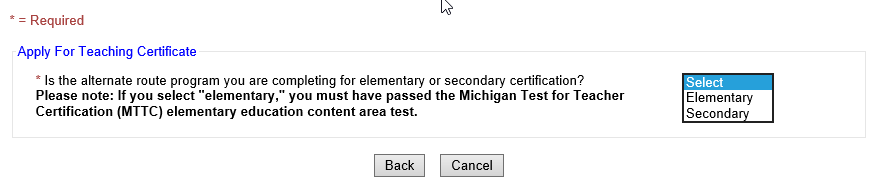 * = Required
Apply For Teaching Certificate
* Is the alternate route program you are completing for elementary or secondary certification?
Please note: If you select "elementary," you must have passed the Michigan Test for Teacher
Certification (MTTC) elementary education content area test.
Select
Elementary
Secondary
Back
Cancel